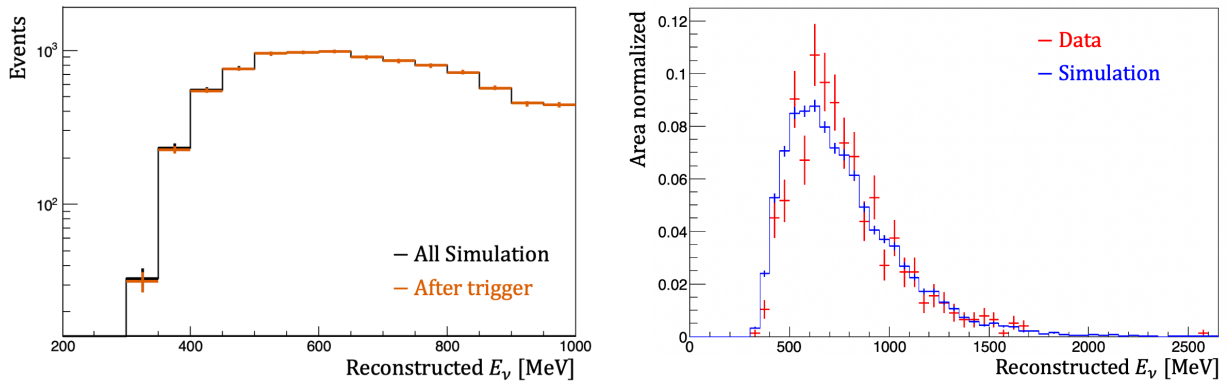 Events
10³
10²
All Simulation
After trigger
200
400
600
800
1000
Reconstructed Eν [MeV]
Area normalized
0.12
0.1
0.08
0.06
0.04
0.02
0
Data
Simulation
0
500
1000
1500
2000
2500
Reconstructed Eν [MeV]